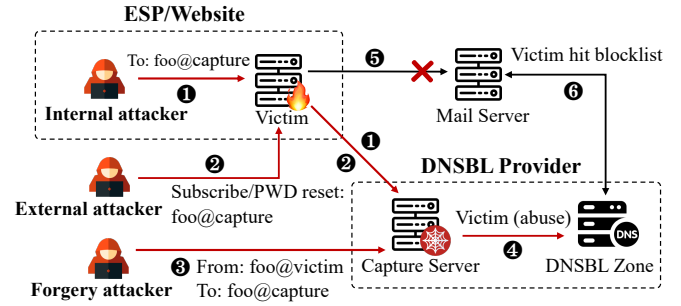 ESP/Website
To: foo@capture
❶
Internal attacker
Victim
❺
Victim hit blocklist
Mail Server
❻
❶
❷
❷
Subscribe/PWD reset:
foo@capture
External attacker
DNSBL Provider
Capture Server
Victim (abuse)
❹
DNS
DNSBL Zone
❸ From: foo@victim
To: foo@capture
Forgery attacker